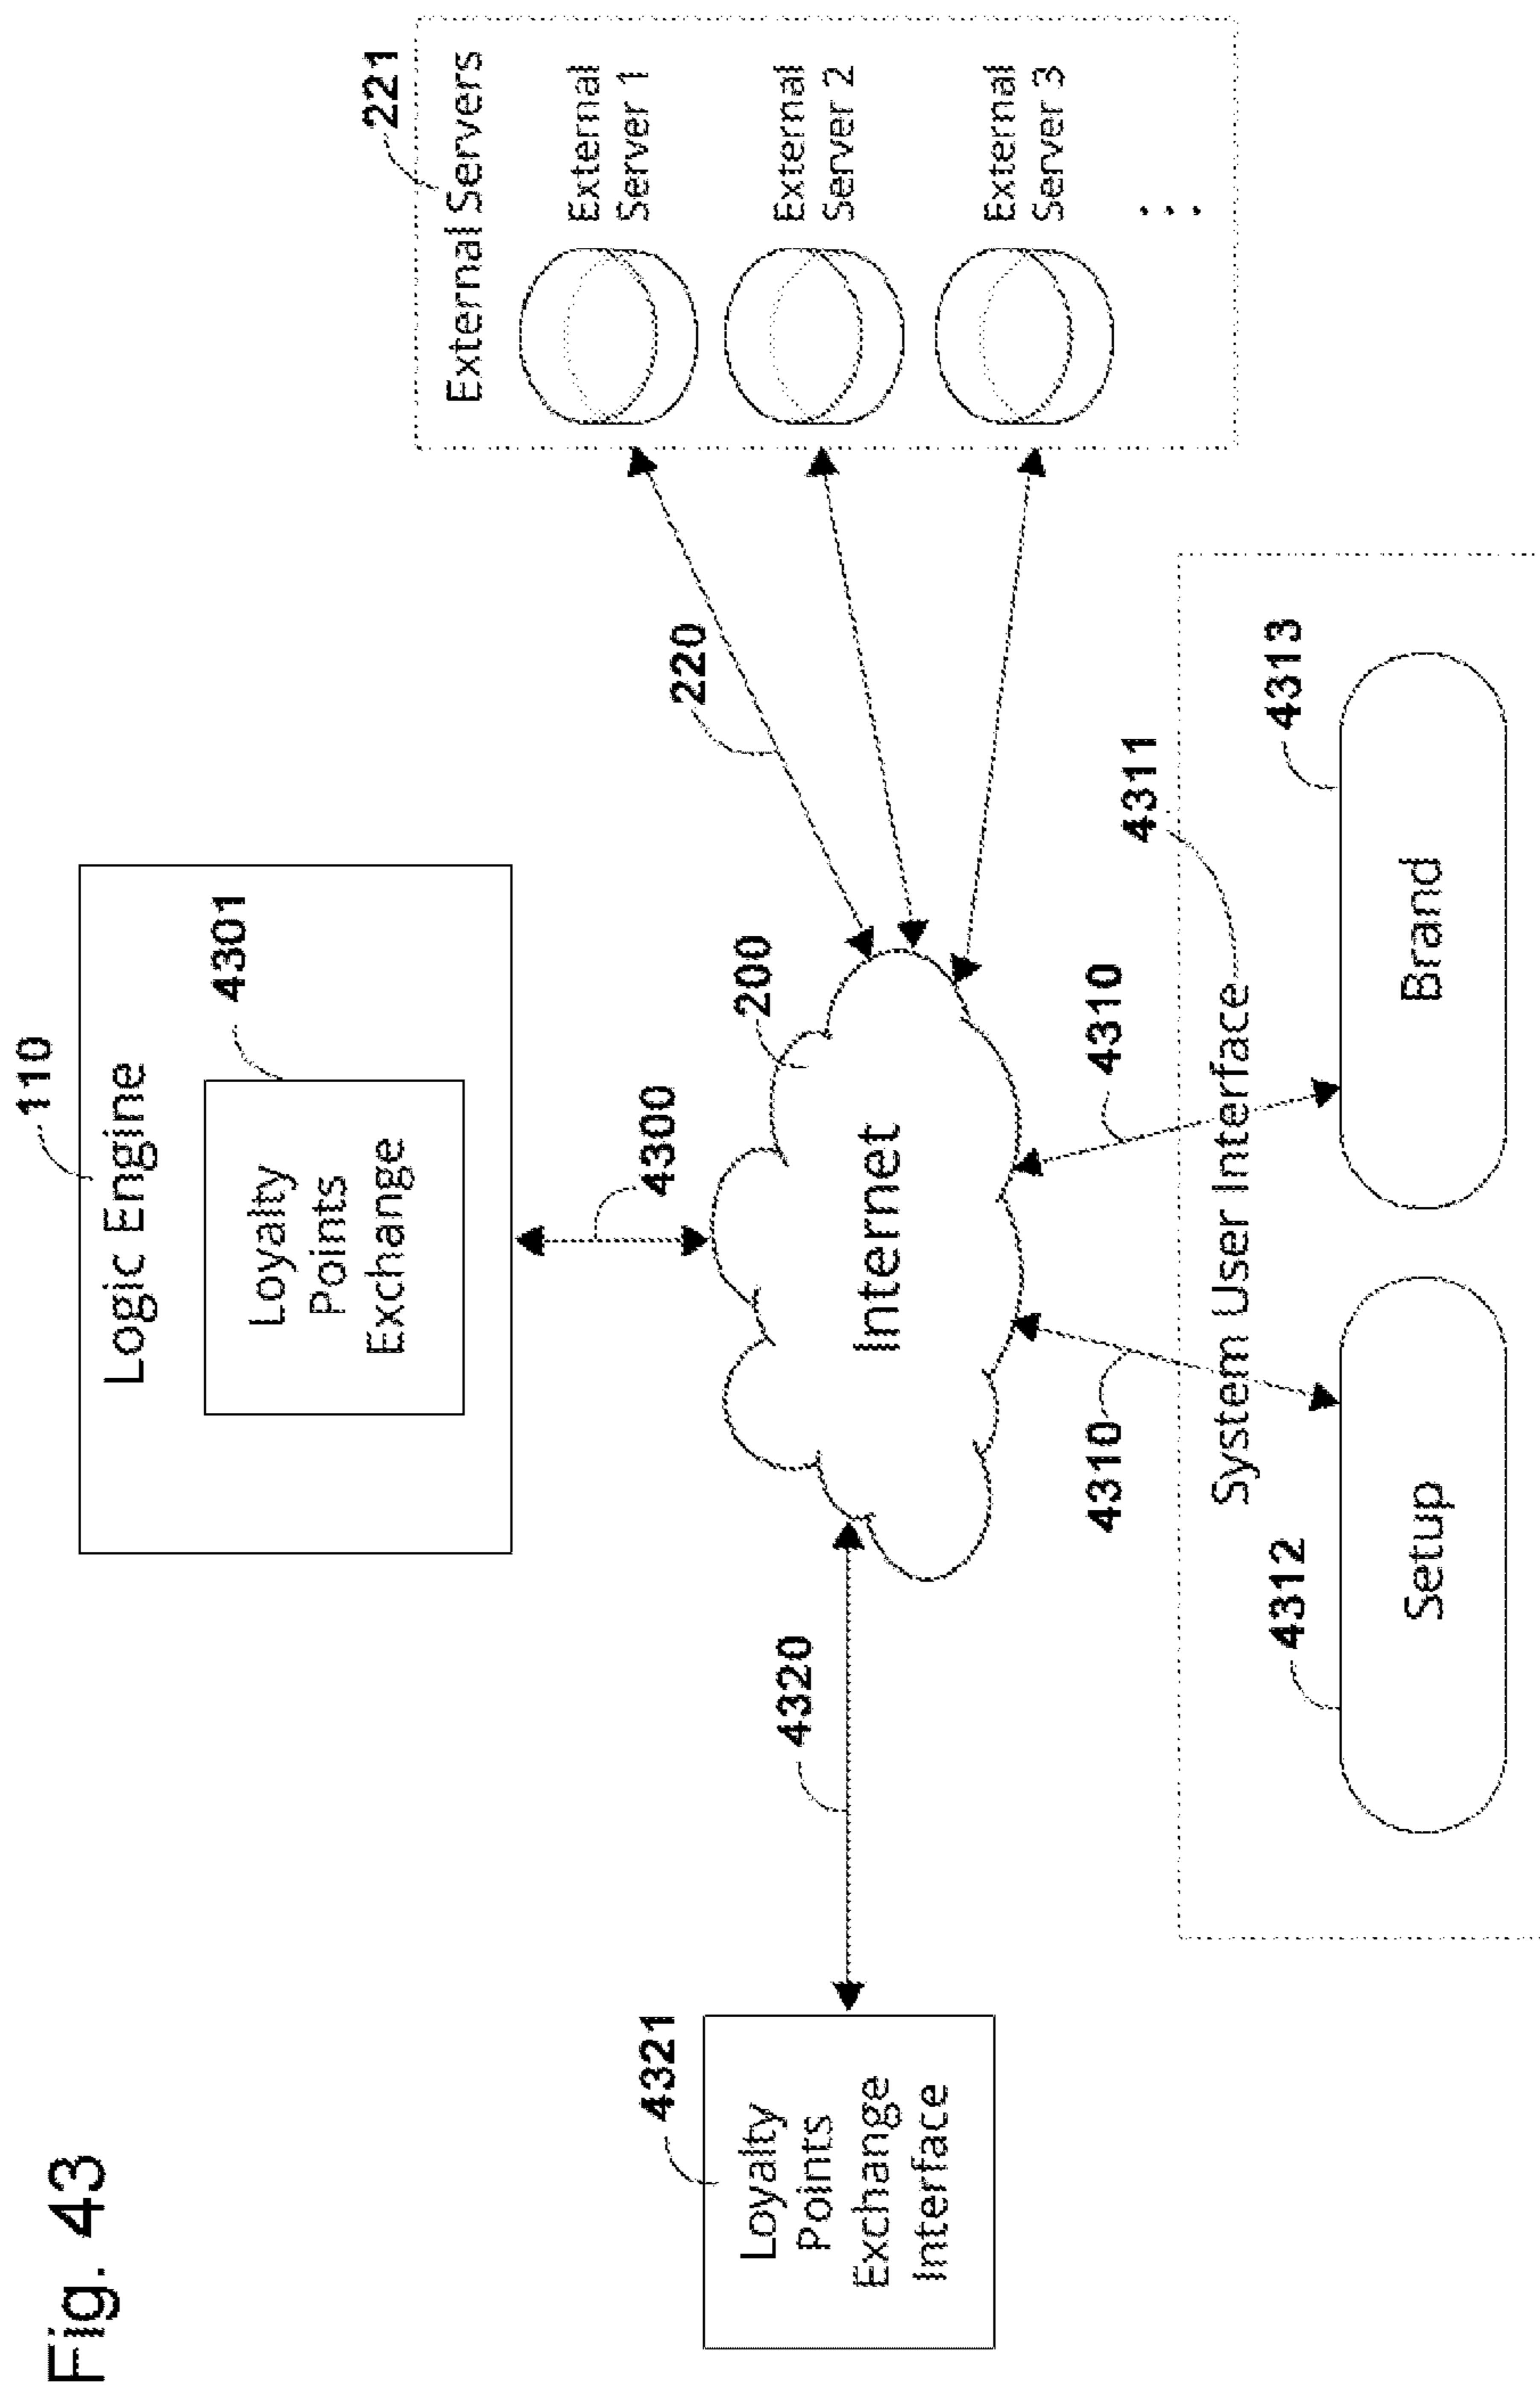 Fig. 43
110
Logic Engine
4301
Loyalty
Points
Exchange
4300
200
Internet
4320
4321
Loyalty
Points
Exchange
Interface
220
221
External Servers
External
Server 1
External
Server 2
External
Server 3
...
4310
4310
System User Interface
4311
4312
Setup
4313
Brand